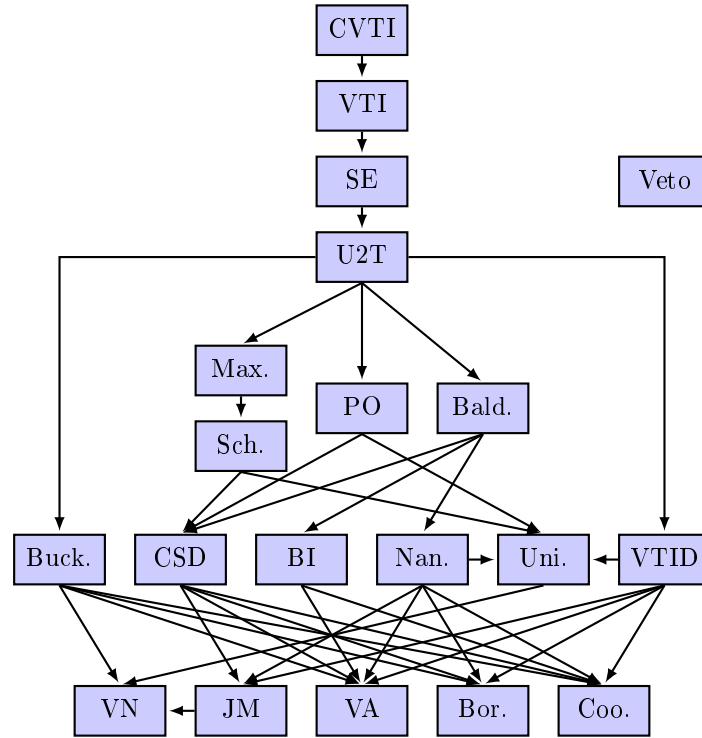 CVTI
VTI
SE
Veto
U2T
Max.
PO
Bald.
Sch.
Buck.
CSD
BI
Nan.
Uni.
VTID
VN
JM
VA
Bor.
Coo.